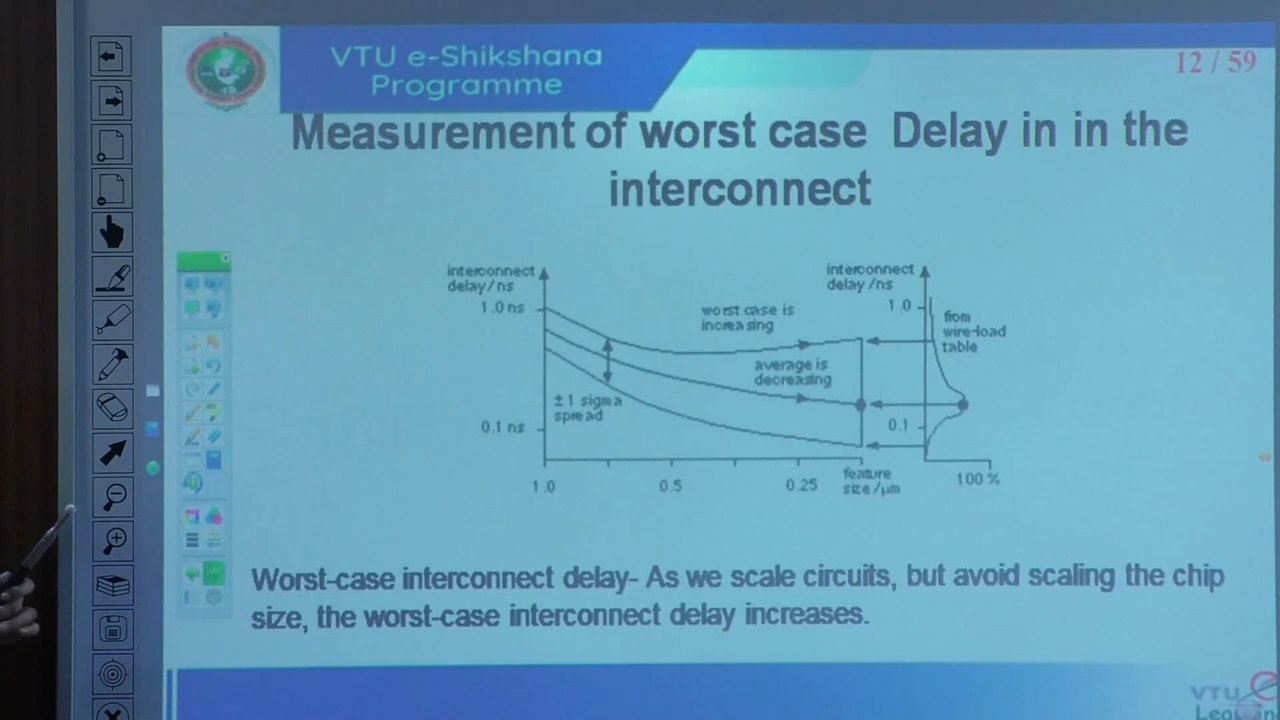 VTU e-Shikshana
Programme
12 / 59
Measurement of worst case Delay in in the
interconnect
interconnect
delay/ns
1.0 ns
0.1 ns
worst case is
increasing
average is
decreasing
± 1 sigma
spread
1.0
0.5
0.25
feature
size/µm
interconnect
delay /ns
1.0
0.1
from
wire-load
table
100 %
Worst-case interconnect delay- As we scale circuits, but avoid scaling the chip
size, the worst-case interconnect delay increases.
VTU e
Learnin